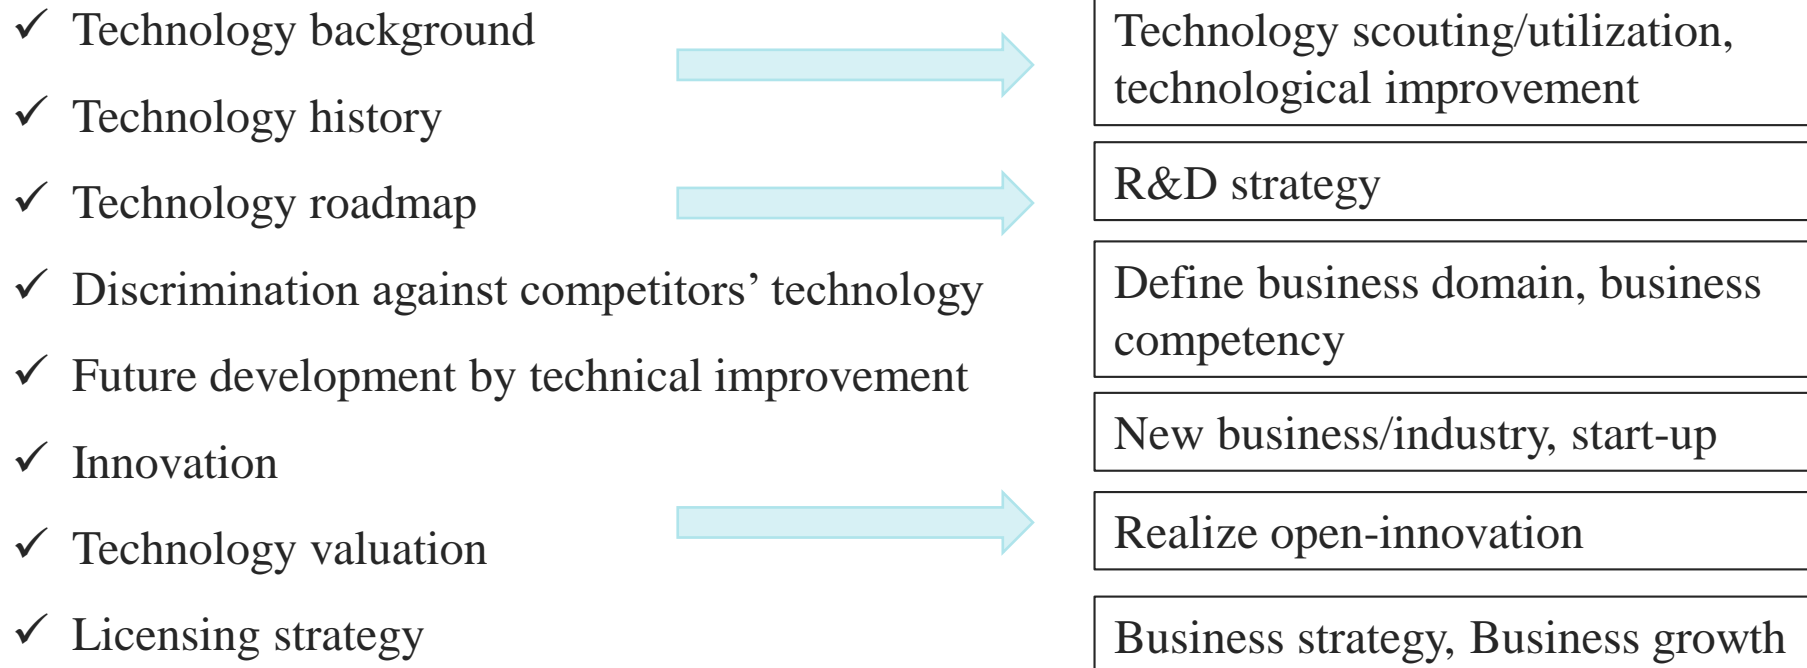 ✓ Technology background
✓ Technology history
✓ Technology roadmap
✓ Discrimination against competitors’ technology
✓ Future development by technical improvement
✓ Innovation
✓ Technology valuation
✓ Licensing strategy
Technology scouting/utilization,
technological improvement
R&D strategy
Define business domain, business
competency
New business/industry, start-up
Realize open-innovation
Business strategy, Business growth